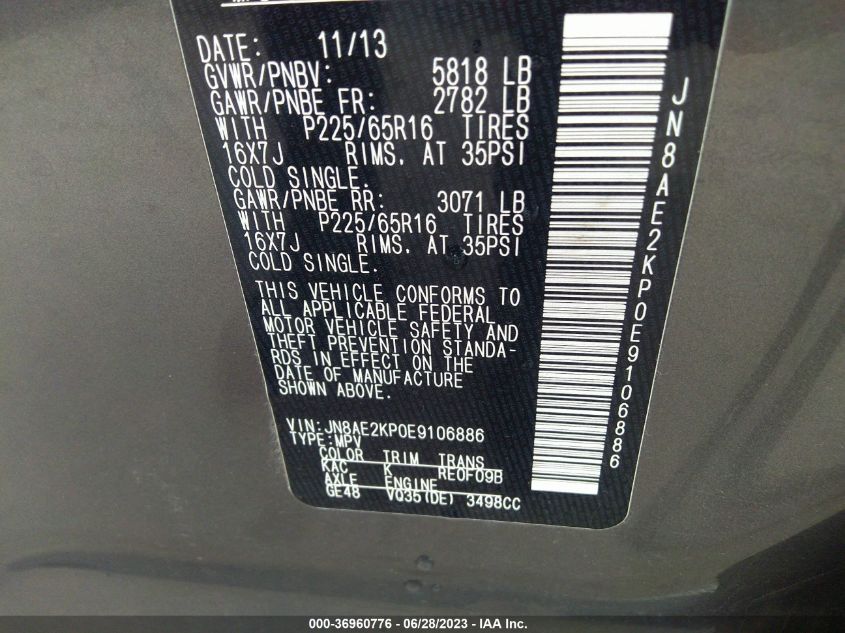 DATE: 11/13
GVWR/PNBV: 5818 LB
GAWR/PNBE FR: 2782 LB
WITH P225/65R16 TIRES
16X7J RIMS. AT 35PSI
COLD SINGLE.
GAWR/PNBE RR: 3071 LB
WITH P225/65R16 TIRES
16X7J RIMS. AT 35PSI
COLD SINGLE.
THIS VEHICLE CONFORMS TO
ALL APPLICABLE FEDERAL
MOTOR VEHICLE SAFETY AND
THEFT PREVENTION STANDA-
RDS IN EFFECT ON THE
DATE OF MANUFACTURE
SHOWN ABOVE.
VIN:JN8AE2KP0E9106886
TYPE:MPV
COLOR TRIM TRANS
KAC K RE0F09B
AXLE ENGINE
GE48 VQ35(DE) 3498CC
JN8AE2KP0E9106886
000-36960776 - 06/28/2023 - IAA Inc.